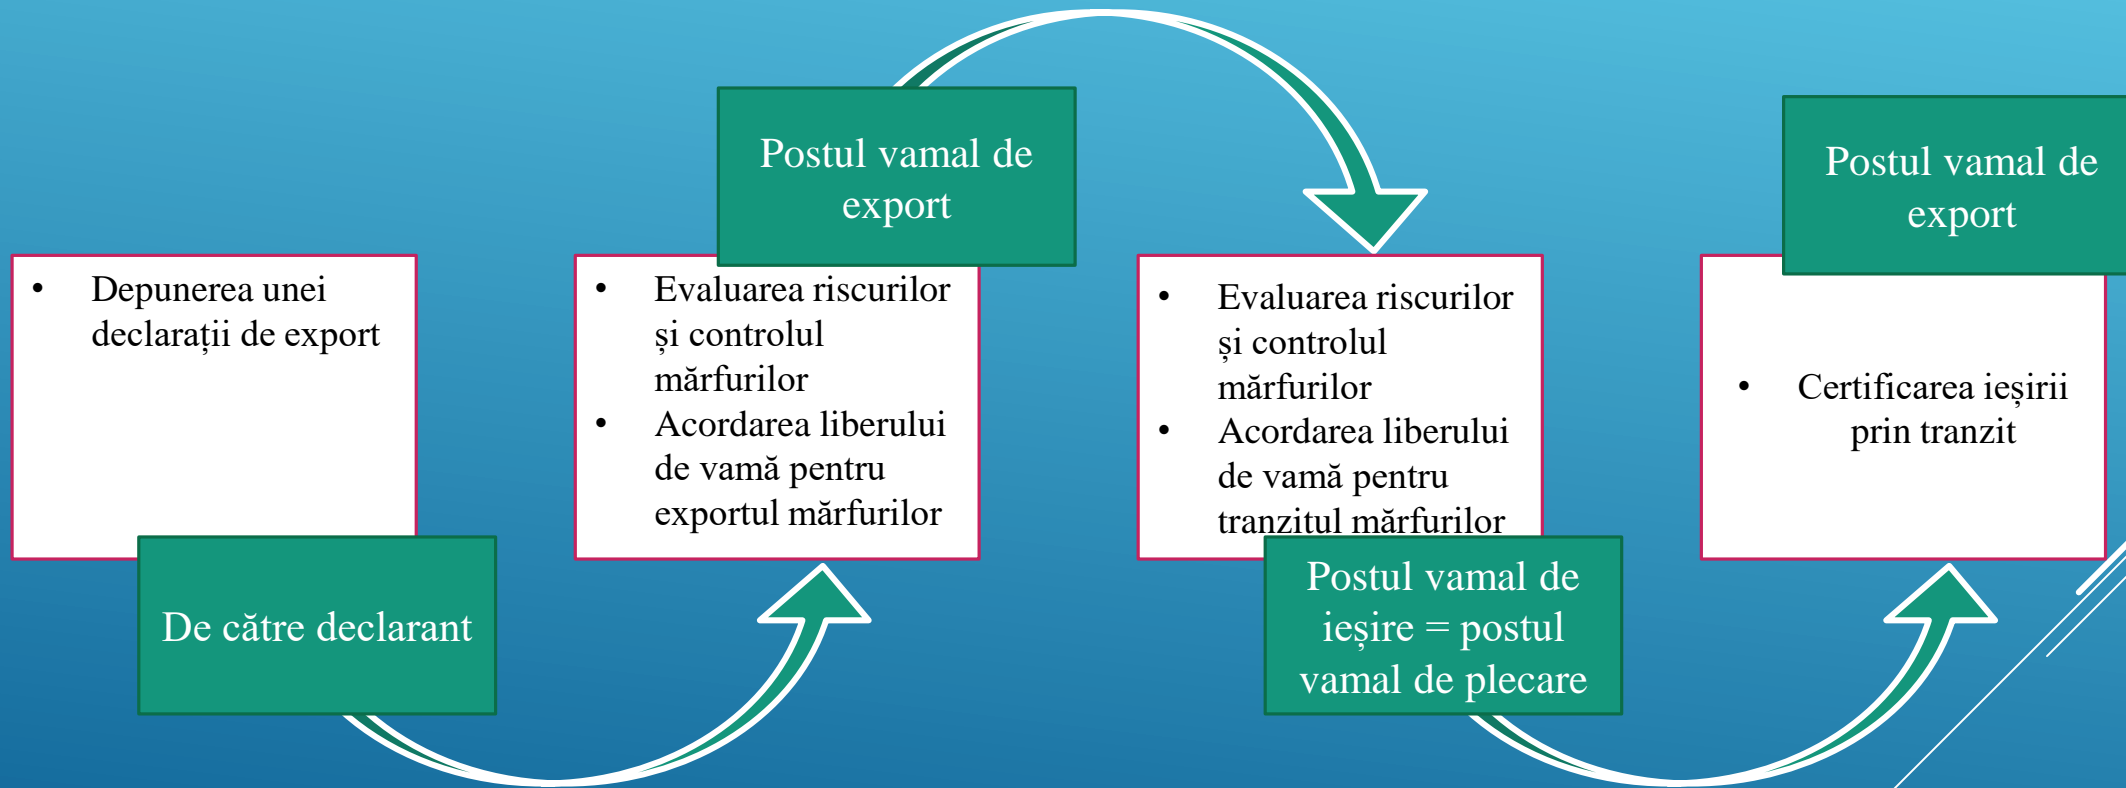 • Depunerea unei
declarații de export
De către declarant
Postul vamal de
export
• Evaluarea riscurilor
și controlul
mărfurilor
• Acordarea liberului
de vamă pentru
exportul mărfurilor
• Evaluarea riscurilor
și controlul
mărfurilor
• Acordarea liberului
de vamă pentru
tranzitul mărfurilor
Postul vamal de
ieșire = postul
vamal de plecare
Postul vamal de
export
• Certificarea ieșirii
prin tranzit